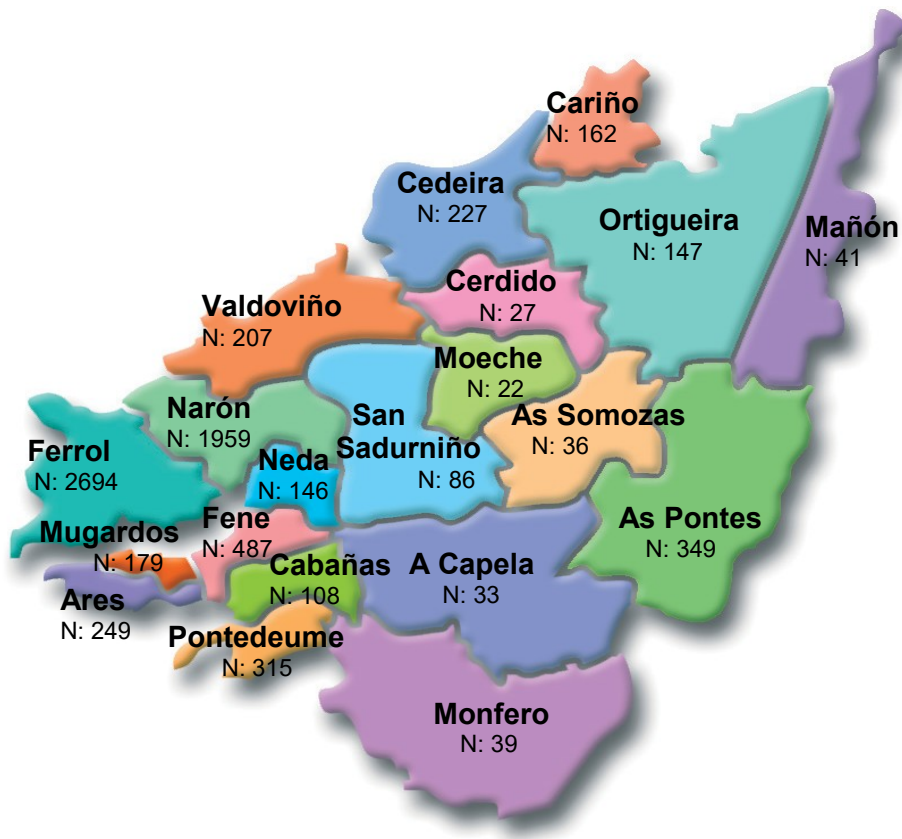 Cariño
N: 162
Cedeira
N: 227
Ortigueira
N: 147
Mañón
N: 41
Cerdido
N: 27
Valdoviño
N: 207
Moeche
N: 22
As Somozas
N: 36
San
Sadurniño
N: 86
Narón
N: 1959
Ferrol
N: 2694
Neda
N: 146
As Pontes
N: 349
Fene
N: 487
Mugardos
N: 179
Cabañas
N: 108
A Capela
N: 33
Ares
N: 249
Pontedeume
N: 315
Monfero
N: 39